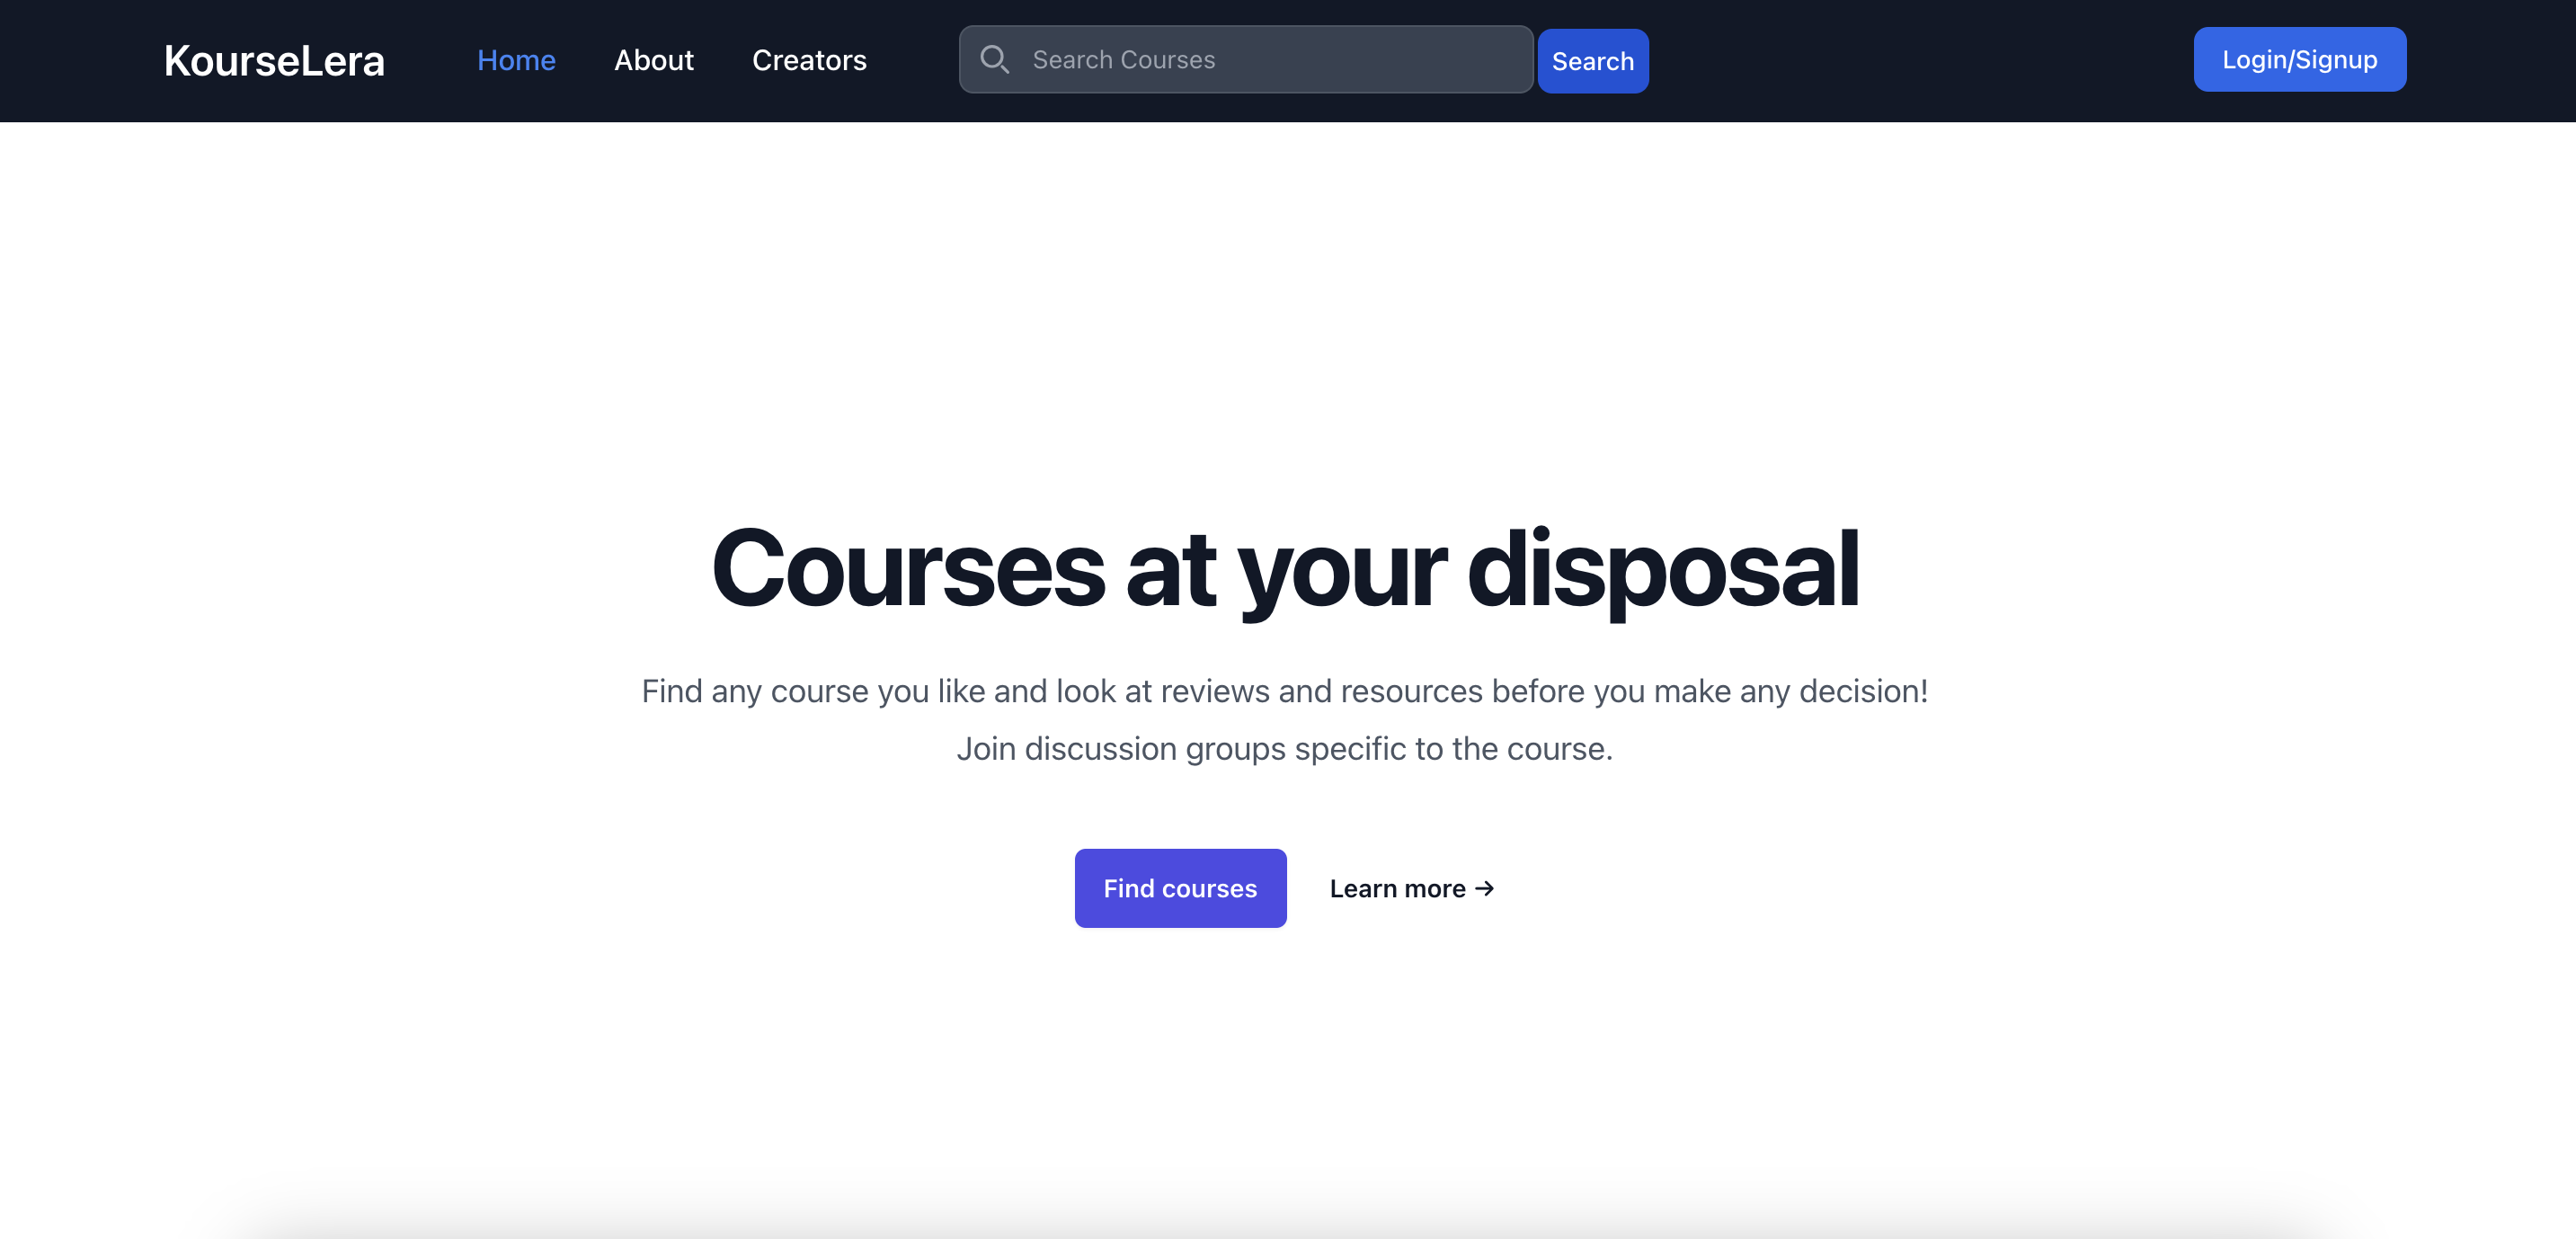 KourseLera
Home
About
Creators
Search Courses
Search
Login/Signup
Courses at your disposal
Find any course you like and look at reviews and resources before you make any decision!
Join discussion groups specific to the course.
Find courses
Learn more →